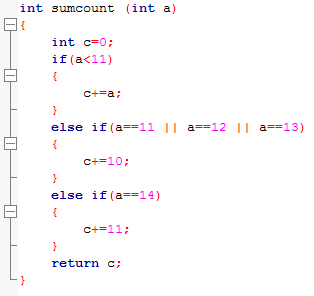 int sumcount (int a)
{
    int c=0;
    if(a<11)
    {
        c+=a;
    }
    else if(a==11 || a==12 || a==13)
    {
        c+=10;
    }
    else if(a==14)
    {
        c+=11;
    }
    return c;
}